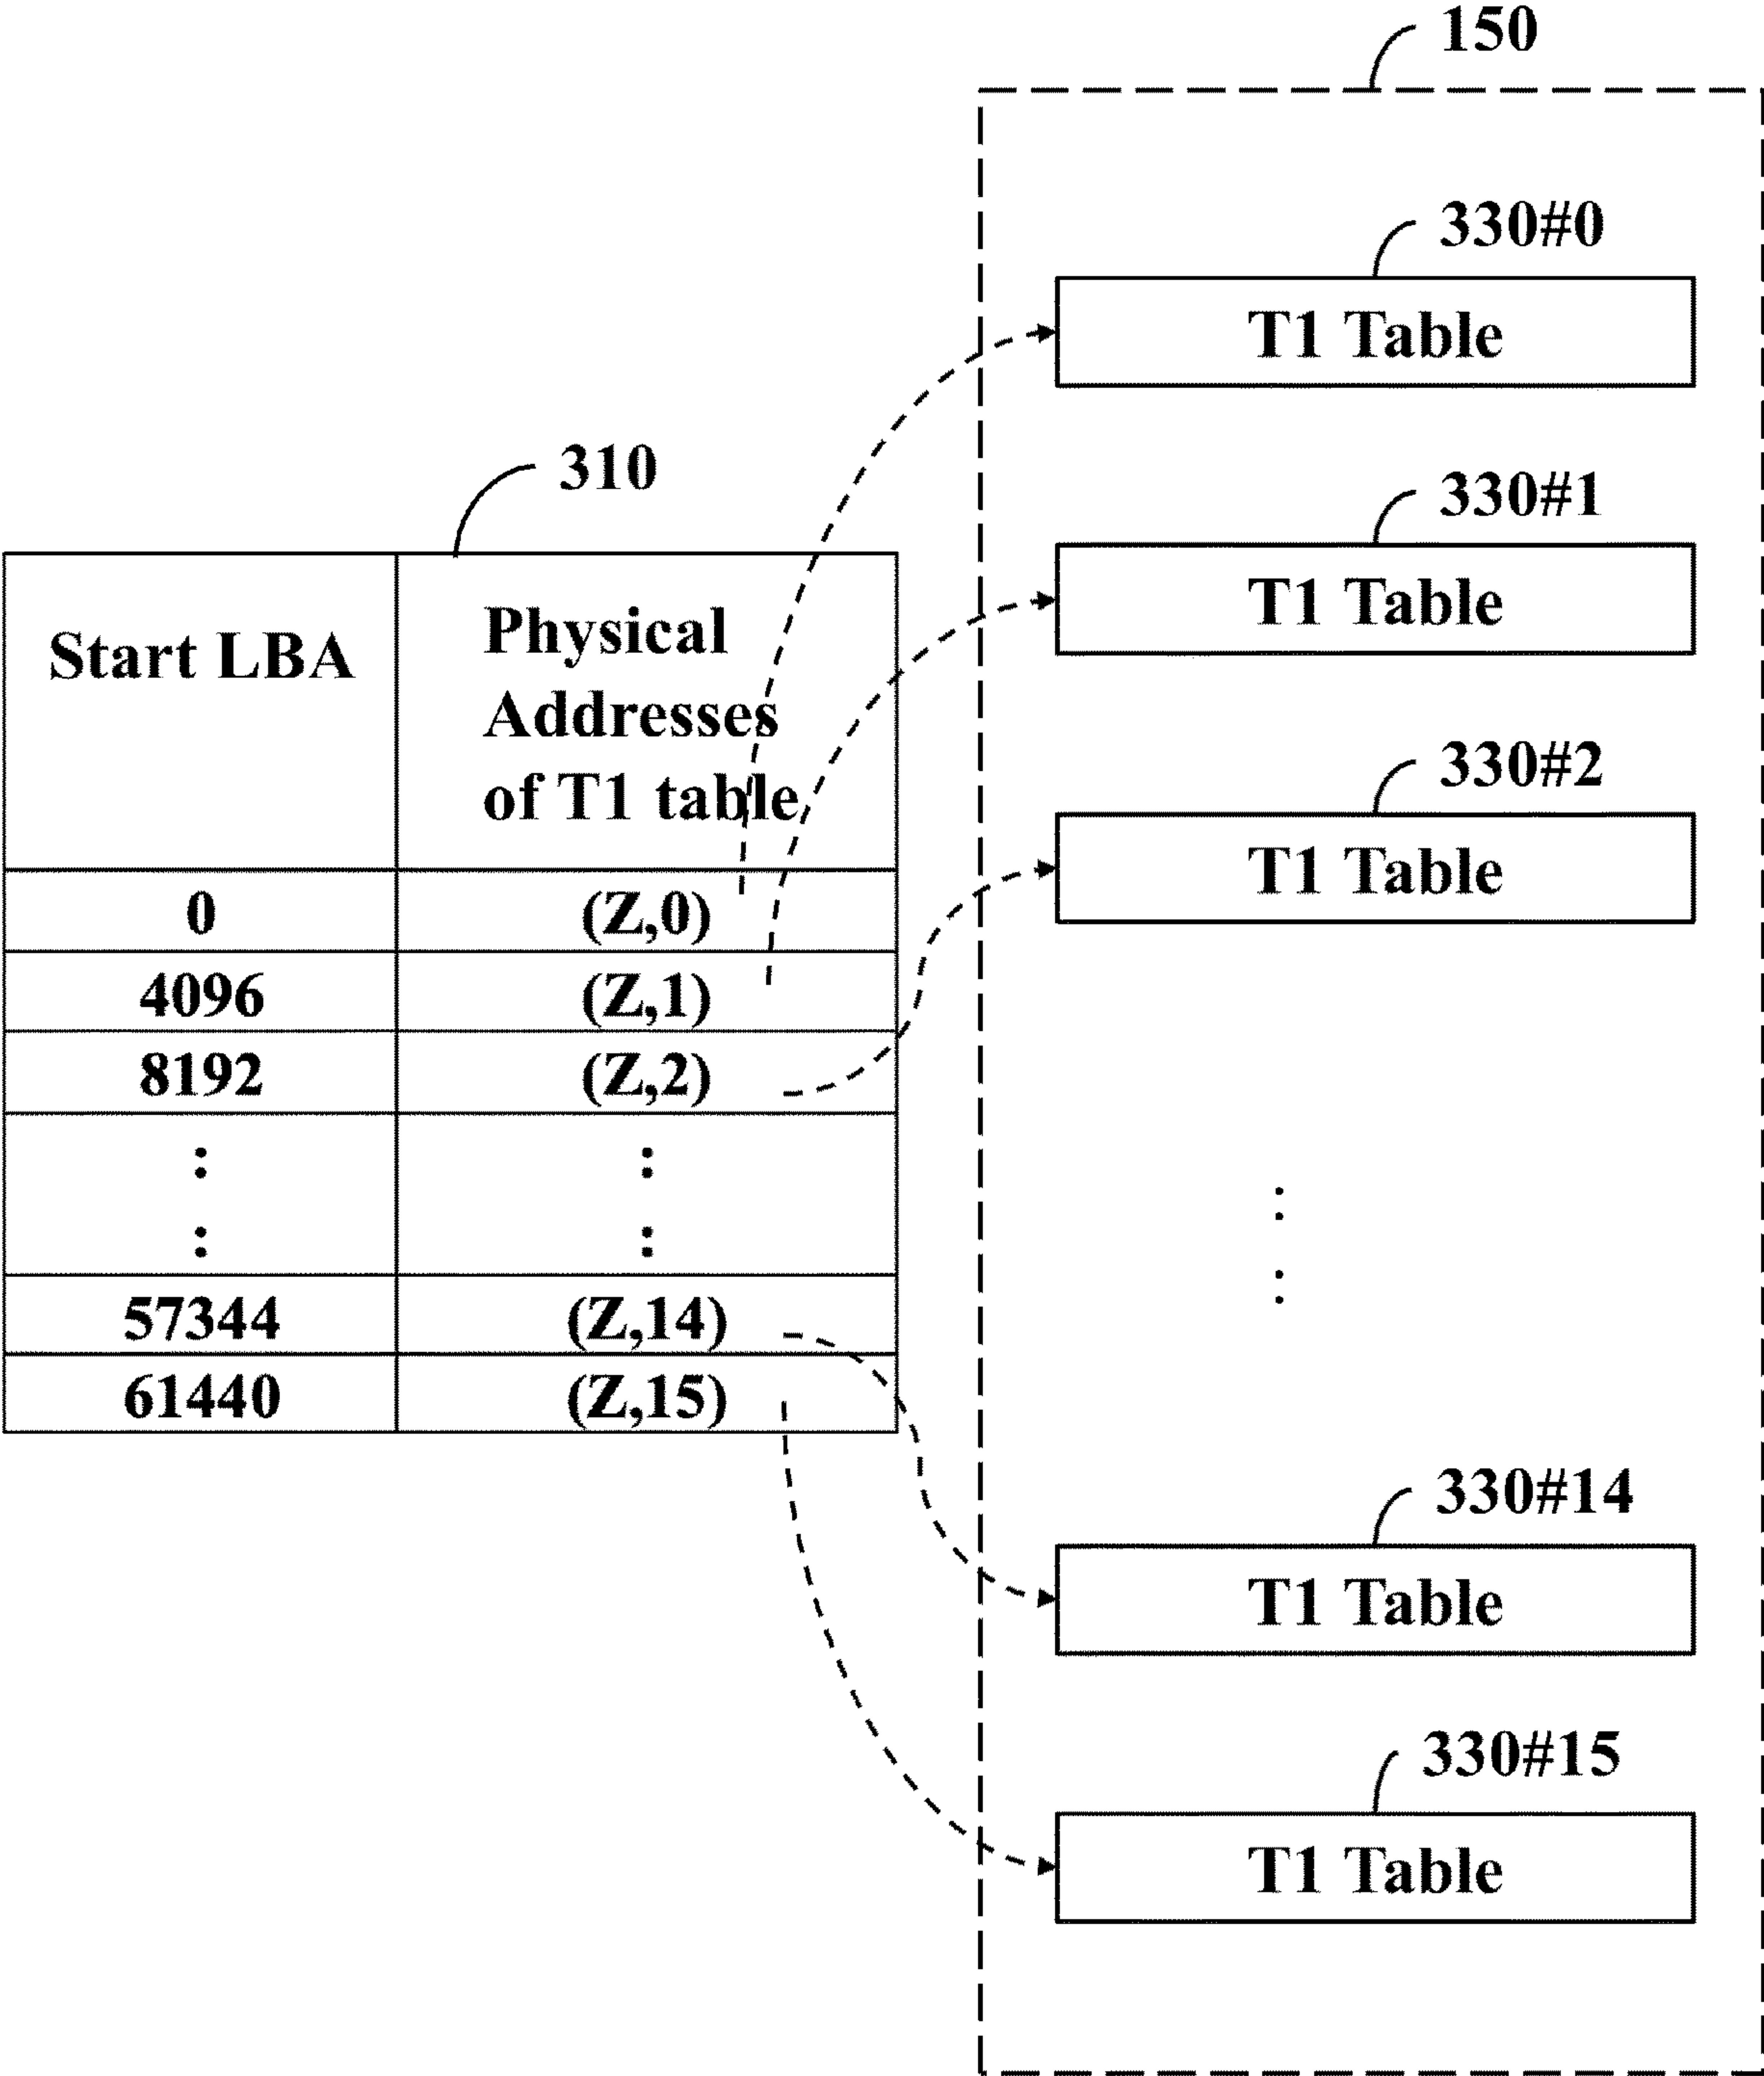 150
330#0
T1 Table
310
330#1
T1 Table
Start LBA
Physical
Addresses
of T1 table
330#2
T1 Table
0 (Z,0)
4096 (Z,1)
8192 (Z,2)
:
:
:
:
:
:
57344 (Z,14)
61440 (Z,15)
330#14
T1 Table
330#15
T1 Table